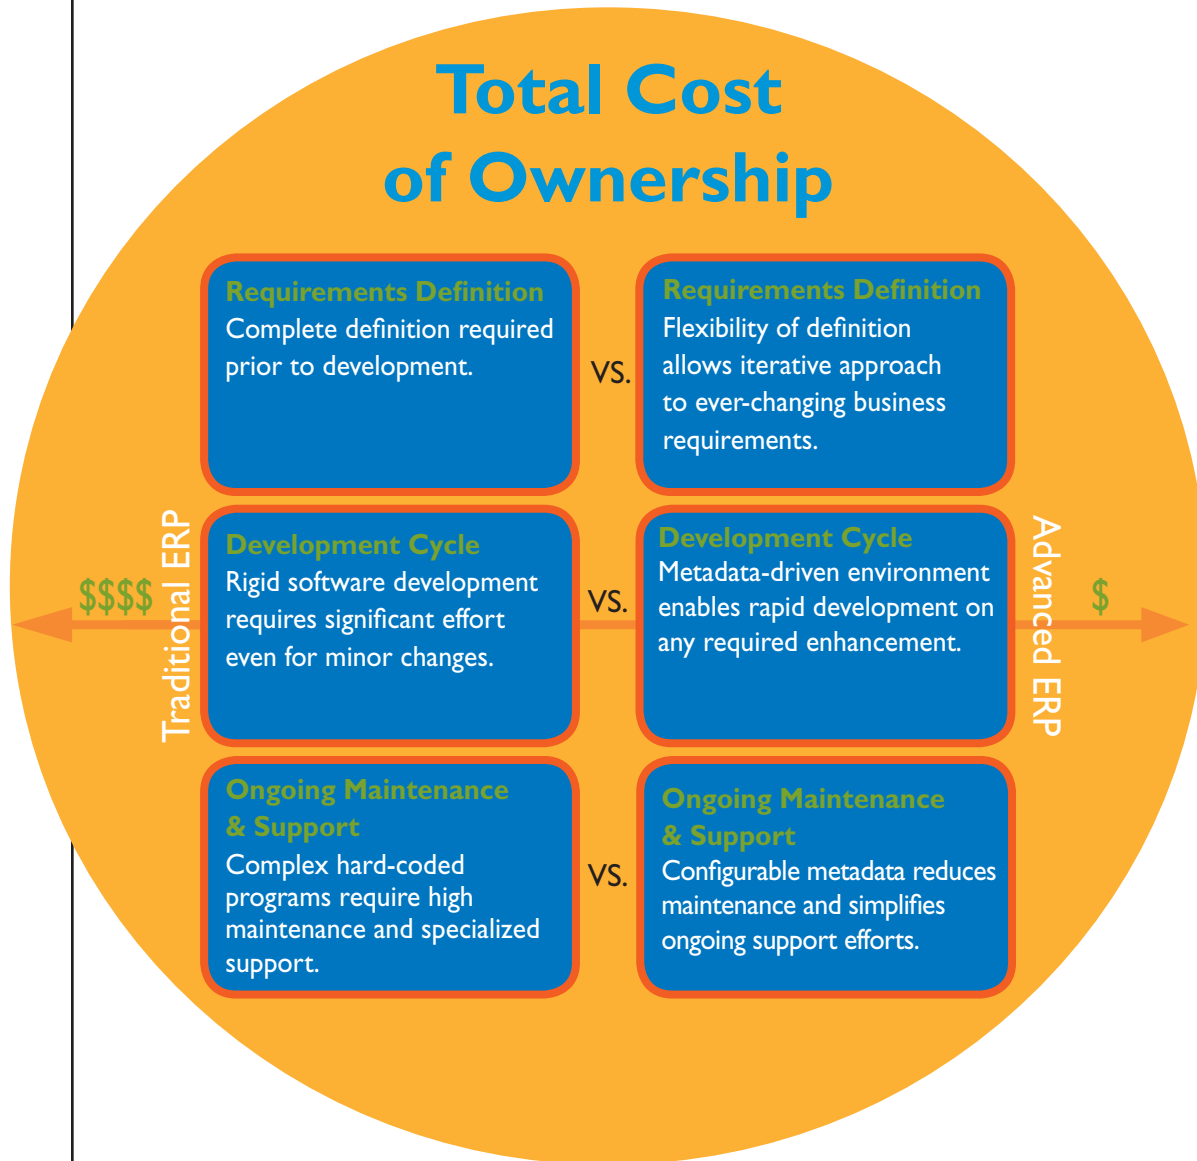 Total Cost
of Ownership
Requirements Definition
Complete definition required
prior to development.
VS.
Requirements Definition
Flexibility of definition
allows iterative approach
to ever-changing business
requirements.
$$$$
Traditional ERP
Development Cycle
Rigid software development
requires significant effort
even for minor changes.
VS.
Development Cycle
Metadata-driven environment
enables rapid development on
any required enhancement.
Advanced ERP
$
Ongoing Maintenance
& Support
Complex hard-coded
programs require high
maintenance and specialized
support.
VS.
Ongoing Maintenance
& Support
Configurable metadata reduces
maintenance and simplifies
ongoing support efforts.